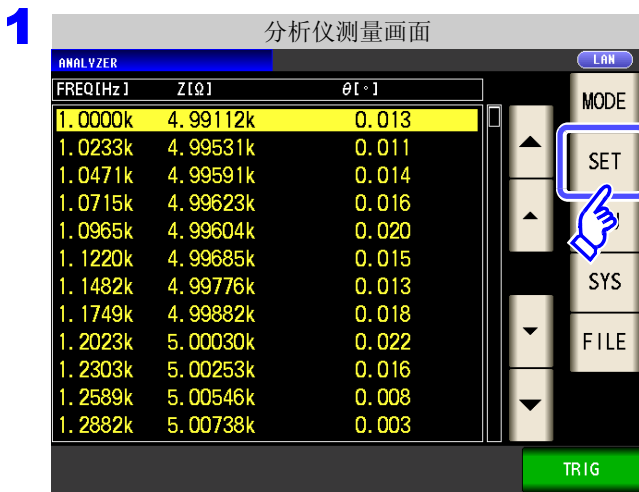 1
分析仪测量画面
ANALYZER LAN
FREQ[Hz] Z[Ω] θ[°]
MODE
1.0000k 4.99112k 0.013
1.0233k 4.99531k 0.011
SET
1.0471k 4.99591k 0.014
1.0715k 4.99623k 0.016
1.0965k 4.99604k 0.020
1.1220k 4.99685k 0.015
1.1482k 4.99776k 0.013
SYS
1.1749k 4.99882k 0.018
1.2023k 5.00030k 0.022
FILE
1.2303k 5.00253k 0.016
1.2589k 5.00546k 0.008
1.2882k 5.00738k 0.003
TRIG